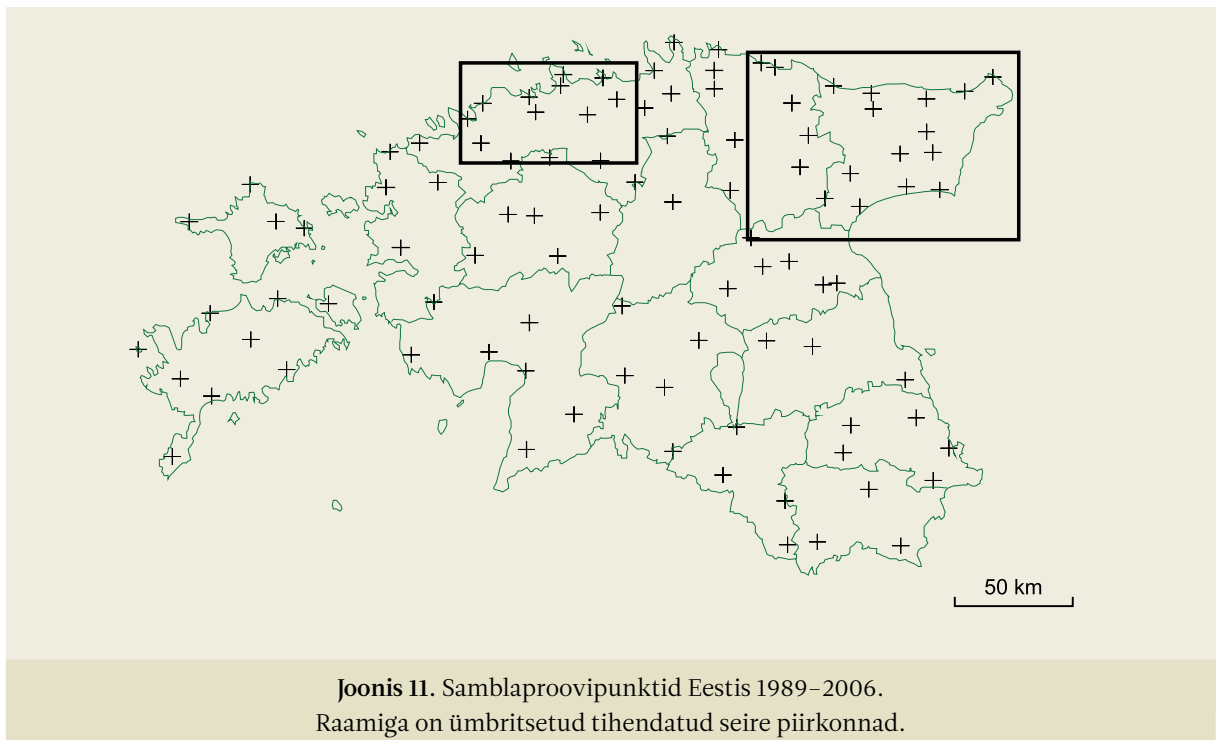 50 km
Joonis 11. Samblaproovipunktid Eestis 1989–2006.
Raamiga on ümbritsetud tihendatud seire piirkonnad.